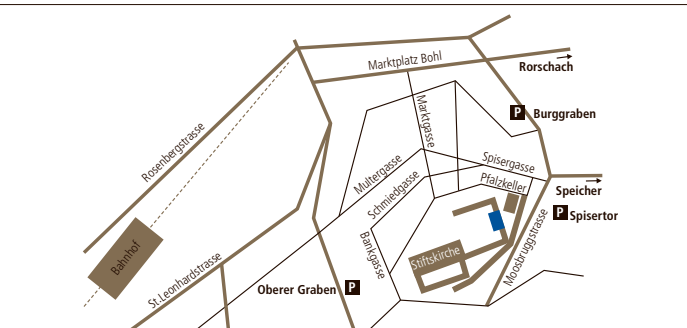 Marktplatz Bohl
Rorschach
P Burggraben
Rosenbergstrasse
Marktgasse
Multergasse
Spisergasse
Schmiedgasse
Pfalzkeller
Speicher
P Spisertor
Bahnhof
Bankgasse
Stiftskirche
Moosbruggstrasse
St.Leonhardstrasse
Oberer Graben P